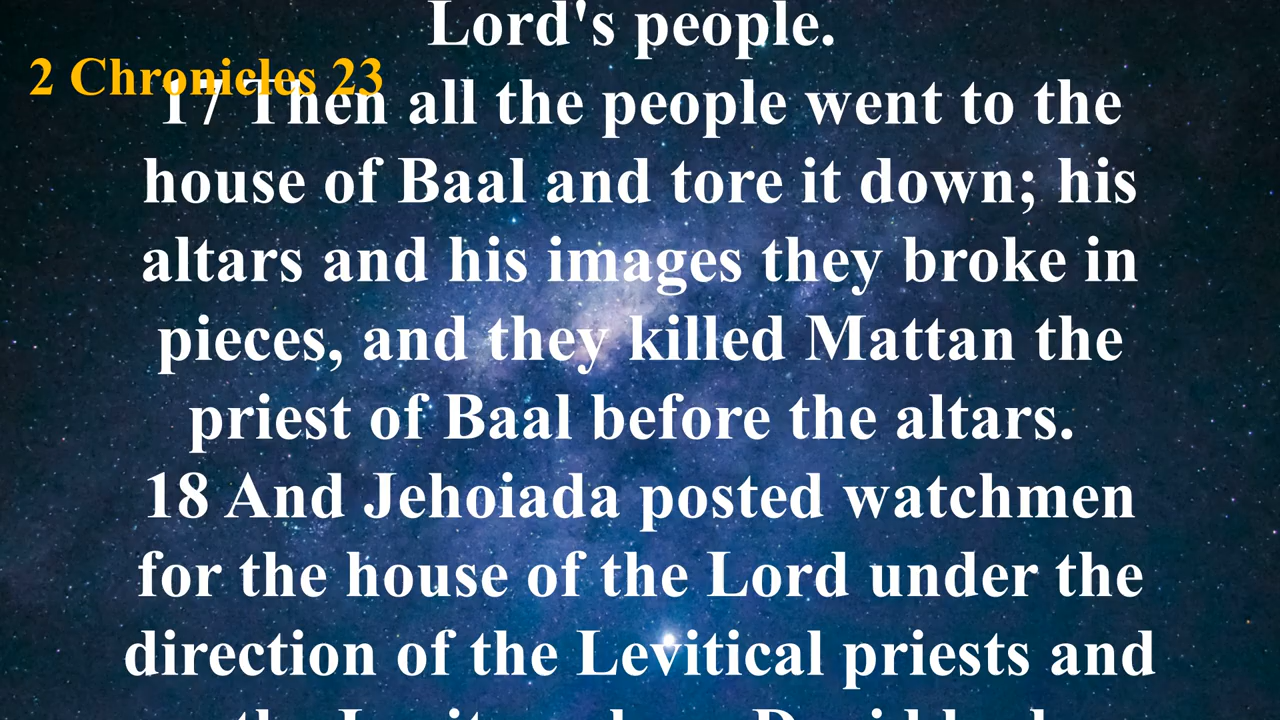 Lord's people.
2 Chronicles 23
17 Then all the people went to the
house of Baal and tore it down; his
altars and his images they broke in
pieces, and they killed Mattan the
priest of Baal before the altars.
18 And Jehoiada posted watchmen
for the house of the Lord under the
direction of the Levitical priests and